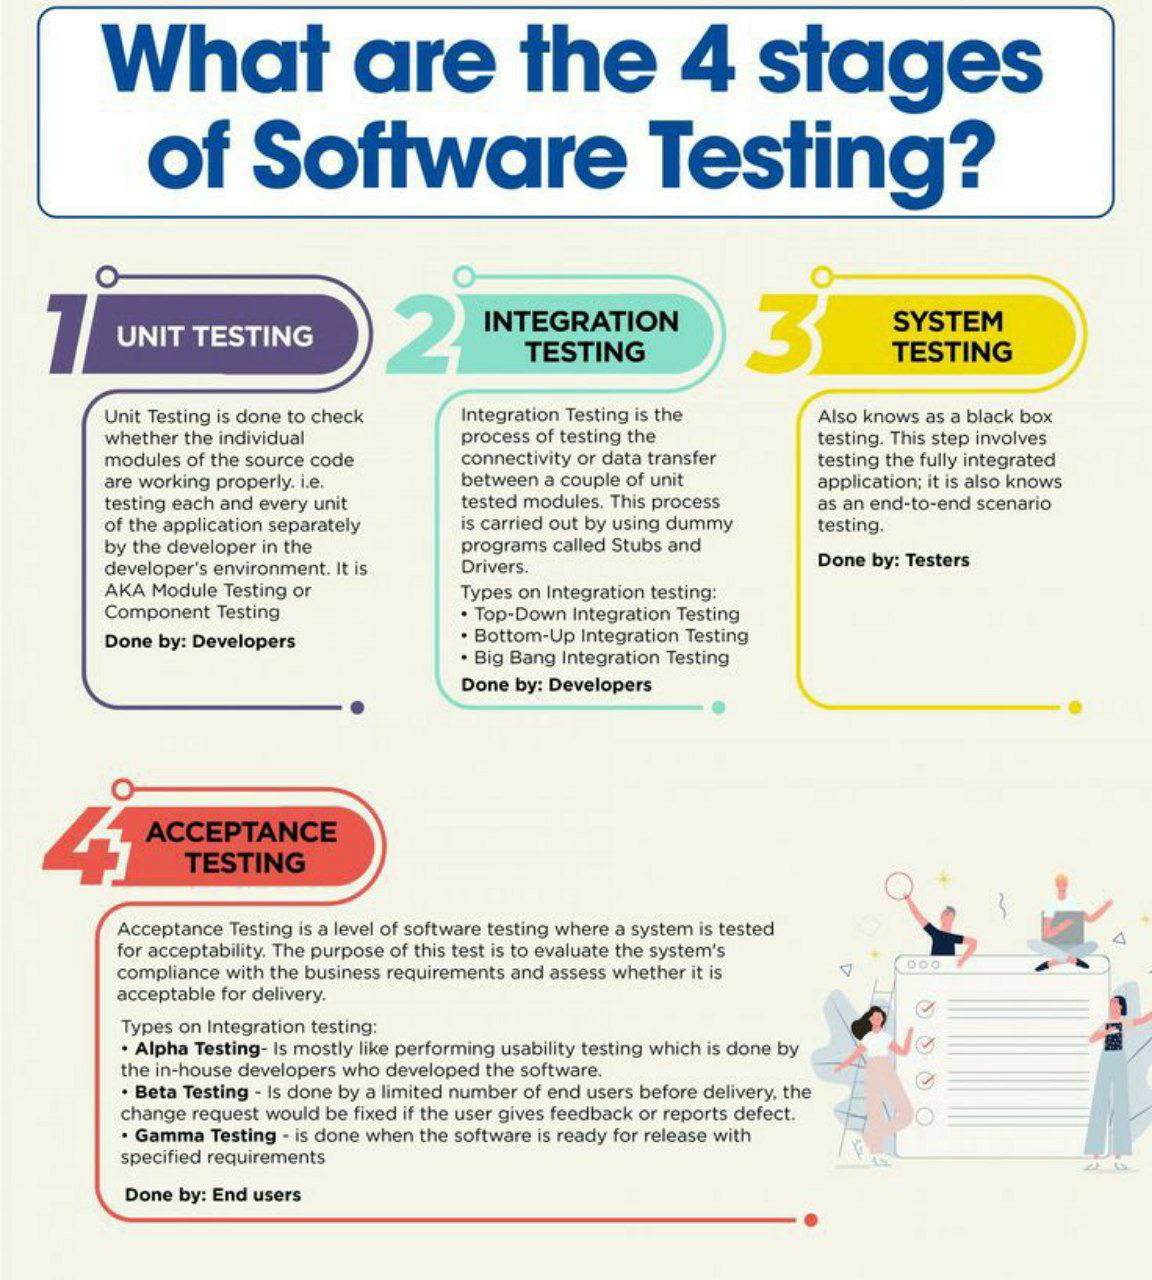 What are the 4 stages
of Software Testing?
1
UNIT TESTING
Unit Testing is done to check
whether the individual
modules of the source code
are working properly. i.e.
testing each and every unit
of the application separately
by the developer in the
developer's environment. It is
AKA Module Testing or
Component Testing
Done by: Developers
2
INTEGRATION
TESTING
Integration Testing is the
process of testing the
connectivity or data transfer
between a couple of unit
tested modules. This process
is carried out by using dummy
programs called Stubs and
Drivers.
Types on Integration testing:
• Top-Down Integration Testing
• Bottom-Up Integration Testing
• Big Bang Integration Testing
Done by: Developers
3
SYSTEM
TESTING
Also knows as a black box
testing. This step involves
testing the fully integrated
application; it is also knows
as an end-to-end scenario
testing.
Done by: Testers
4
ACCEPTANCE
TESTING
Acceptance Testing is a level of software testing where a system is tested
for acceptability. The purpose of this test is to evaluate the system's
compliance with the business requirements and assess whether it is
acceptable for delivery.
Types on Integration testing:
• Alpha Testing- Is mostly like performing usability testing which is done by
the in-house developers who developed the software.
• Beta Testing - Is done by a limited number of end users before delivery, the
change request would be fixed if the user gives feedback or reports defect.
• Gamma Testing - is done when the software is ready for release with
specified requirements
Done by: End users